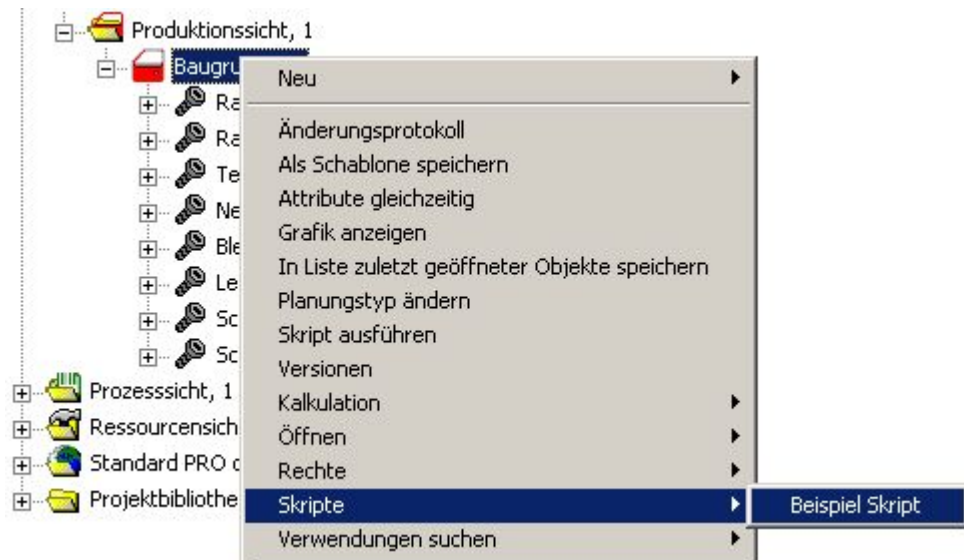 Produktionssicht, 1
Baugru
Ra
Ra
Te
Ne
Ble
Le
Sc
Sc
Prozesssicht, 1
Ressourcensich
Standard PRO
Projektbibliothe
Neu
Änderungsprotokoll
Als Schablone speichern
Attribute gleichzeitig
Grafik anzeigen
In Liste zuletzt geöffneter Objekte speichern
Planungstyp ändern
Skript ausführen
Versionen
Kalkulation
Öffnen
Rechte
Skripte
Verwendungen suchen
Beispiel Skript